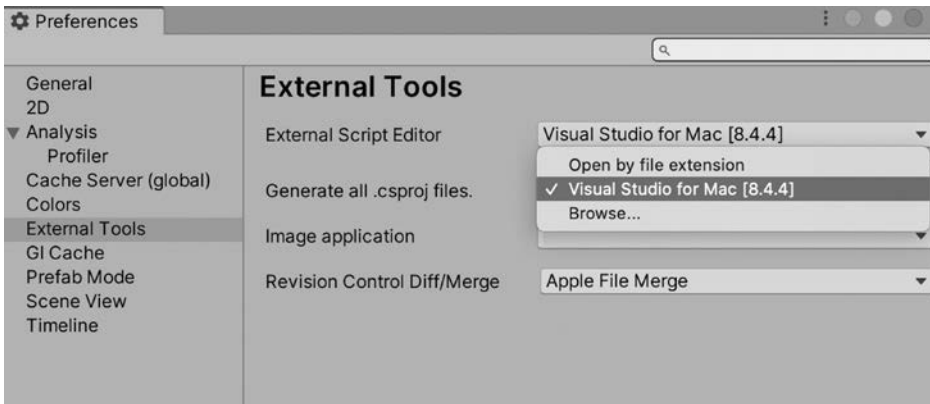 Preferences
General
2D
Analysis
Profiler
Cache Server (global)
Colors
External Tools
GI Cache
Prefab Mode
Scene View
Timeline
External Tools
External Script Editor
Visual Studio for Mac [8.4.4]
Open by file extension
Visual Studio for Mac [8.4.4]
Browse...
Generate all .csproj files.
Image application
Revision Control Diff/Merge
Apple File Merge